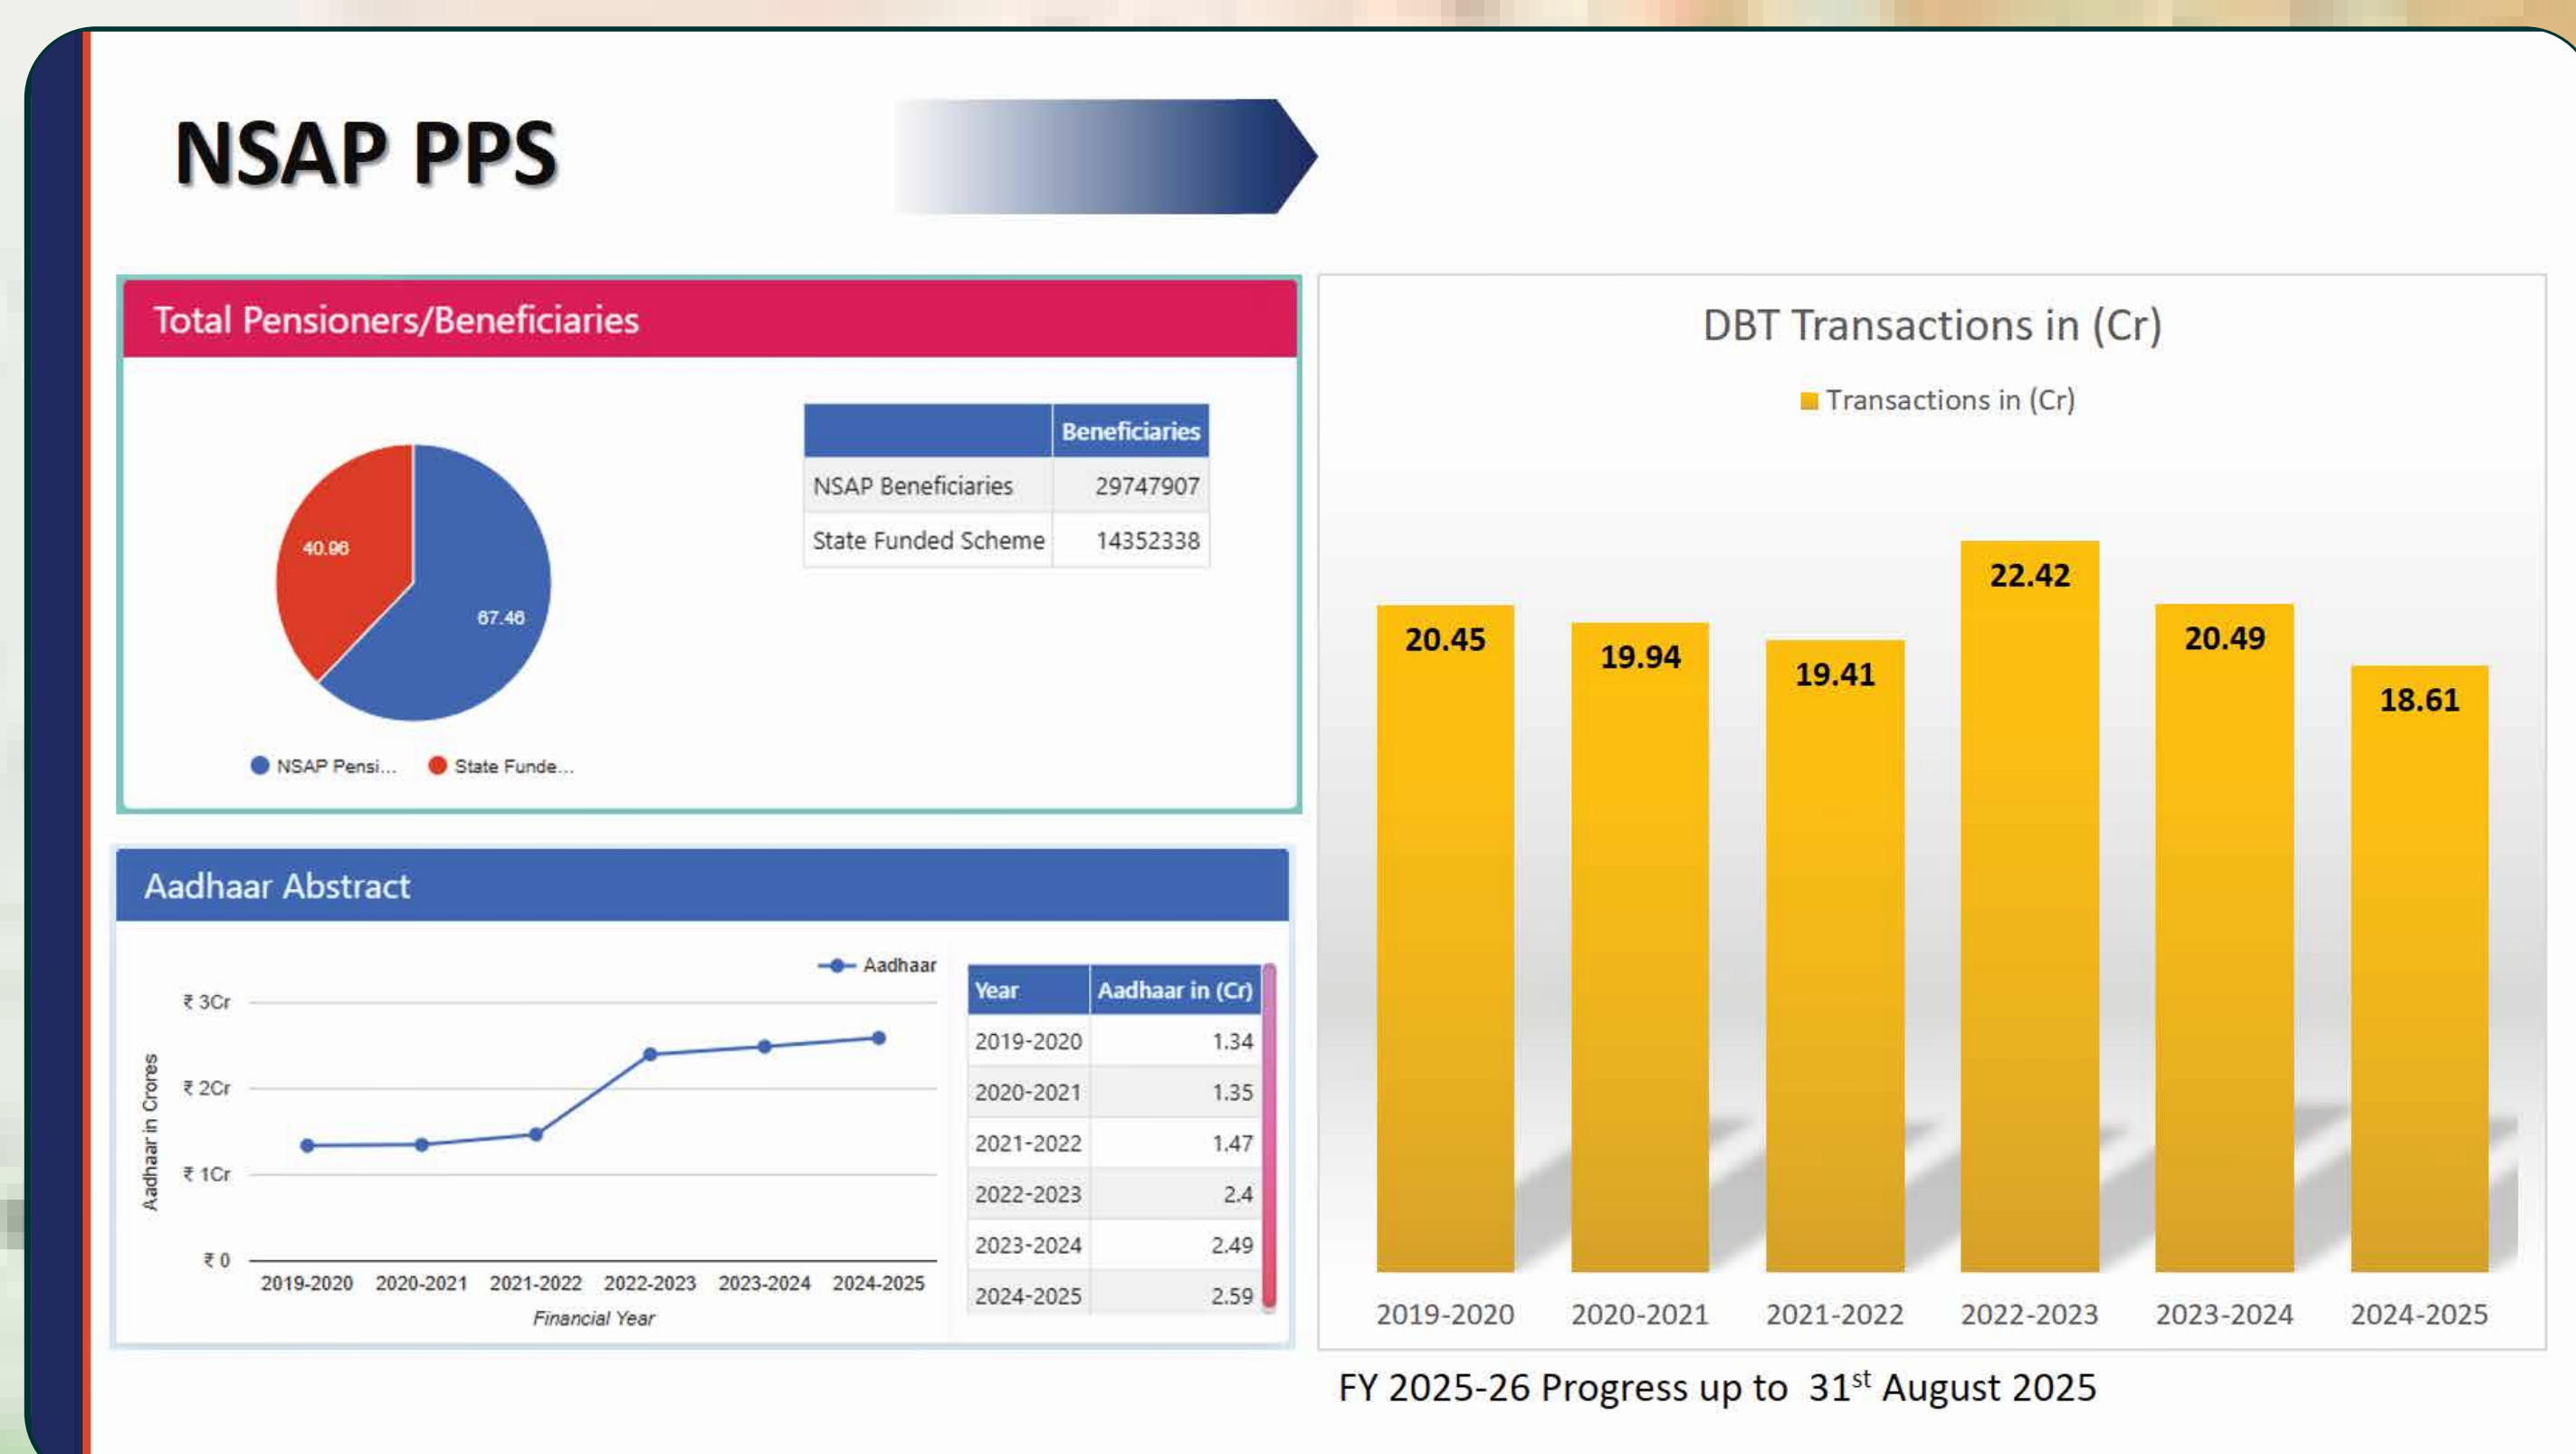 NSAP PPS
Total Pensioners/Beneficiaries
Beneficiaries
NSAP Beneficiaries 29747907
State Funded Scheme 14352338
40.96
67.46
NSAP Pensi...
State Funde...
Aadhaar Abstract
Aadhaar
₹ 3Cr
₹ 2Cr
₹ 1Cr
₹ 0
Aadhaar in Crores
2019-2020 2020-2021 2021-2022 2022-2023 2023-2024 2024-2025
Financial Year
Year Aadhaar in (Cr)
2019-2020 1.34
2020-2021 1.35
2021-2022 1.47
2022-2023 2.4
2023-2024 2.49
2024-2025 2.59
DBT Transactions in (Cr)
Transactions in (Cr)
20.45
19.94
19.41
22.42
20.49
18.61
2019-2020 2020-2021 2021-2022 2022-2023 2023-2024 2024-2025
FY 2025-26 Progress up to 31st August 2025